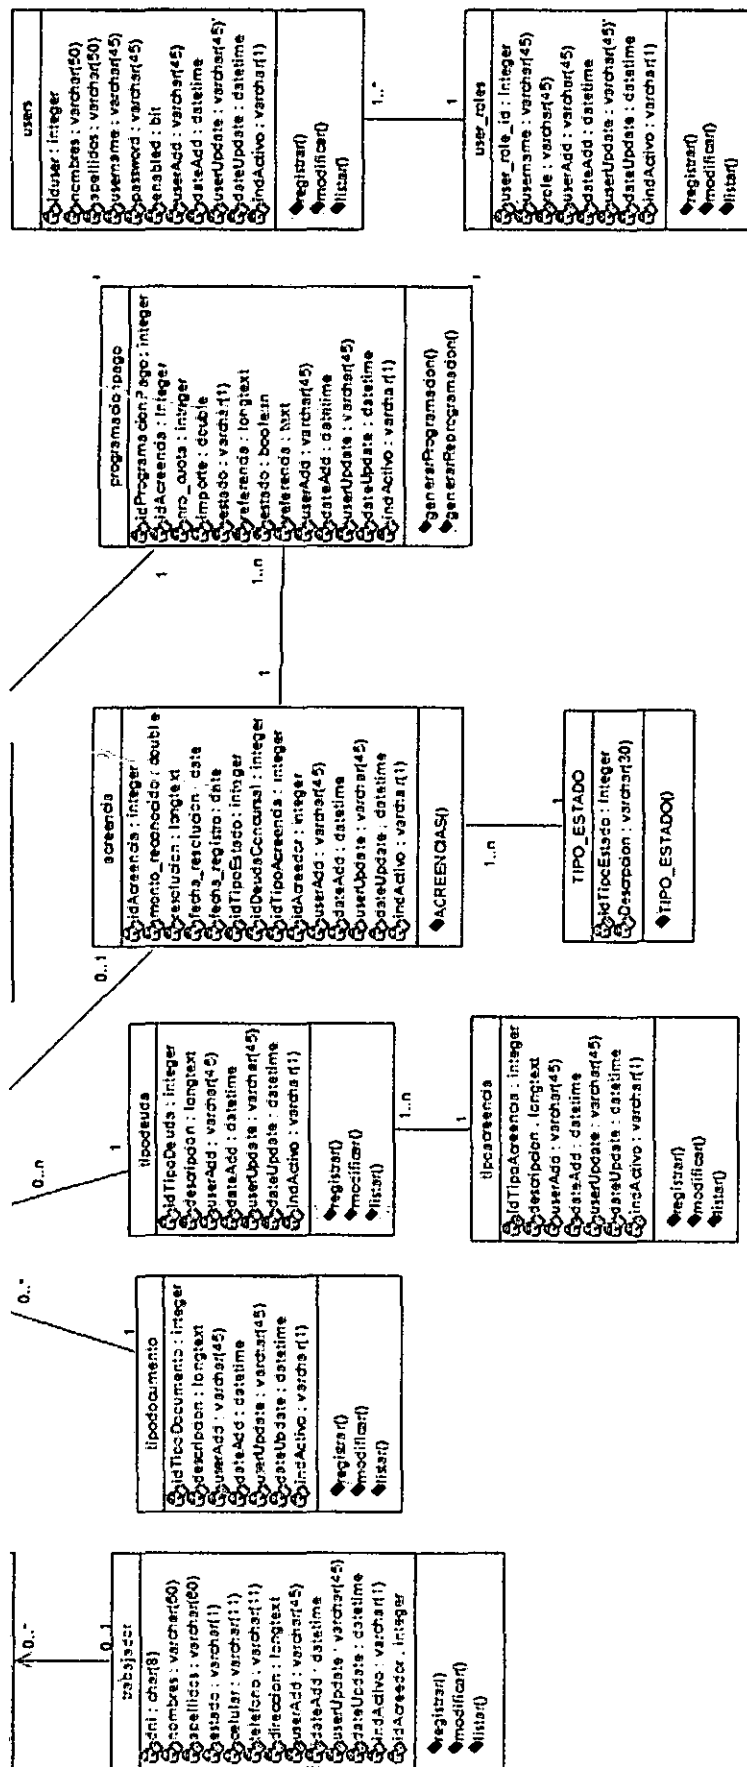 0..*
0..1
trabajador
dni : char(8)
nombres : varchar(60)
apellidos : varchar(60)
estado : varchar(1)
celular : varchar(11)
telefono : varchar(11)
direccion : longtext
userAdd : varchar(45)
dateAdd : datetime
userUpdate : varchar(45)
dateUpdate : datetime
indActivo : varchar(1)
idAcreedor : integer
registrar()
modificar()
listar()
0..*
1
tipodocumento
idTipoDocumento : integer
descripcion : longtext
userAdd : varchar(45)
dateAdd : datetime
userUpdate : varchar(45)
dateUpdate : datetime
indActivo : varchar(1)
registrar()
modificar()
listar()
0..n
1
tipodeuda
idTipoDeuda : integer
descripcion : longtext
userAdd : varchar(45)
dateAdd : datetime
userUpdate : varchar(45)
dateUpdate : datetime
indActivo : varchar(1)
registrar()
modificar()
listar()
1..n
1
tipoacreencia
idTipoAcreencia : integer
descripcion : longtext
userAdd : varchar(45)
dateAdd : datetime
userUpdate : varchar(45)
dateUpdate : datetime
indActivo : varchar(1)
registrar()
modificar()
listar()
0..1
acreencia
idAcreencia : integer
monto_reconocido : double
resolucion : longtext
fecha_resolucion : date
fecha_registro : date
idTipoEstado : integer
idDeudaConcursal : integer
idTipoAcreencia : integer
idAcreedor : integer
userAdd : varchar(45)
dateAdd : datetime
userUpdate : varchar(45)
dateUpdate : datetime
indActivo : varchar(1)
ACREENCIAS()
1..n
1
TIPO_ESTADO
idTipoEstado : Integer
Descripcion : varchar(30)
TIPO_ESTADO()
1
1..n
1
programacionpago
idProgramacionPago : integer
idAcreencia : integer
nro_cuota : integer
importe : double
estado : varchar(1)
referencia : longtext
estado : boolean
referencia : text
userAdd : varchar(45)
dateAdd : datetime
userUpdate : varchar(45)
dateUpdate : datetime
indActivo : varchar(1)
generarProgramacion()
generarReprogramacion()
1
1
users
iduser : integer
nombres : varchar(50)
apellidos : varchar(50)
username : varchar(45)
password : varchar(45)
enabled : bit
userAdd : varchar(45)
dateAdd : datetime
userUpdate : varchar(45)
dateUpdate : datetime
indActivo : varchar(1)
registrar()
modificar()
listar()
1..*
1
user_roles
user_role_id : integer
username : varchar(45)
role : varchar(45)
userAdd : varchar(45)
dateAdd : datetime
userUpdate : varchar(45)
dateUpdate : datetime
indActivo : varchar(1)
registrar()
modificar()
listar()